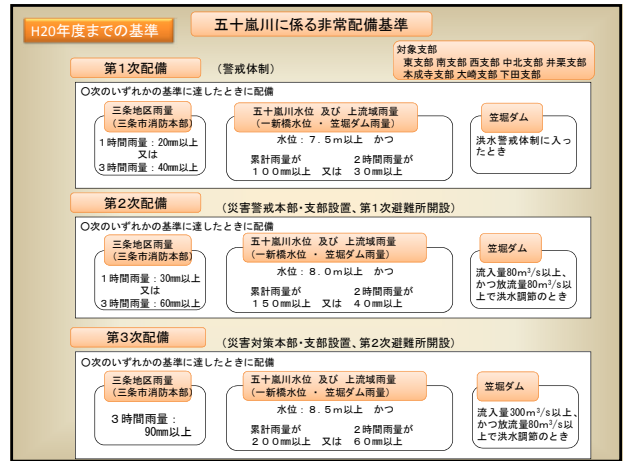 H20年度までの基準
五十嵐川に係る非常配備基準
対象支部
東支部 南支部 西支部 中北支部 井栗支部
本成寺支部 大崎支部 下田支部
第1次配備
(警戒体制)
○次のいずれかの基準に達したときに配備
三条地区雨量
(三条市消防本部)
1時間雨量:20mm以上
又は
3時間雨量:40mm以上
五十嵐川水位 及び 上流域雨量
(一新橋水位 ・ 笠堀ダム雨量)
水位:7.5m以上 かつ
累計雨量が 2時間雨量が
100mm以上 又は 30mm以上
笠堀ダム
洪水警戒体制に入っ
たとき
第2次配備
(災害警戒本部・支部設置、第1次避難所開設)
○次のいずれかの基準に達したときに配備
三条地区雨量
(三条市消防本部)
1時間雨量:30mm以上
又は
3時間雨量:60mm以上
五十嵐川水位 及び 上流域雨量
(一新橋水位 ・ 笠堀ダム雨量)
水位:8.0m以上 かつ
累計雨量が 2時間雨量が
150mm以上 又は 40mm以上
笠堀ダム
流入量80m³/s以上、
かつ放流量80m³/s以
上で洪水調節のとき
第3次配備
(災害対策本部・支部設置、第2次避難所開設)
○次のいずれかの基準に達したときに配備
三条地区雨量
(三条市消防本部)
3時間雨量:
90mm以上
五十嵐川水位 及び 上流域雨量
(一新橋水位 ・ 笠堀ダム雨量)
水位:8.5m以上 かつ
累計雨量が 2時間雨量が
200mm以上 又は 60mm以上
笠堀ダム
流入量300m³/s以上、
かつ放流量80m³/s以
上で洪水調節のとき